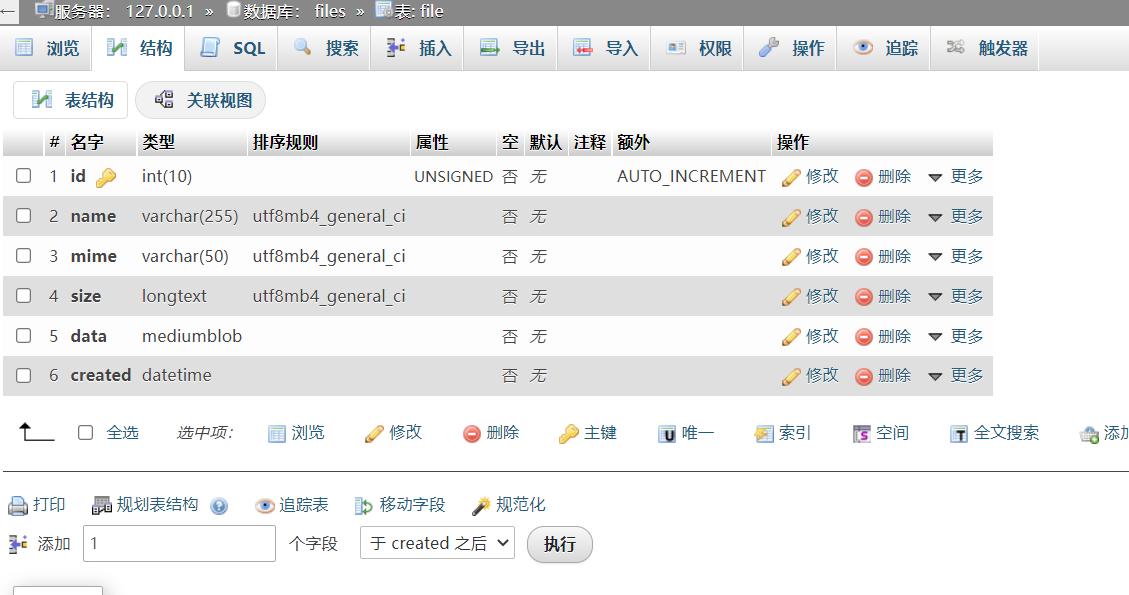 服务器： 127.0.0.1 » 数据库： files » 表: file
浏览 结构 SQL 搜索 插入 导出 导入 权限 操作 追踪 触发器
表结构 关联视图
# 名字 类型 排序规则 属性 空 默认 注释 额外 操作
1 id int(10) UNSIGNED 否 无 AUTO_INCREMENT 修改 删除 更多
2 name varchar(255) utf8mb4_general_ci 否 无 修改 删除 更多
3 mime varchar(50) utf8mb4_general_ci 否 无 修改 删除 更多
4 size longtext utf8mb4_general_ci 否 无 修改 删除 更多
5 data mediumblob 否 无 修改 删除 更多
6 created datetime 否 无 修改 删除 更多
全选 选中项： 浏览 修改 删除 主键 唯一 索引 空间 全文搜索 添加
打印 规划表结构 追踪表 移动字段 规范化
添加 1 个字段 于 created 之后 执行